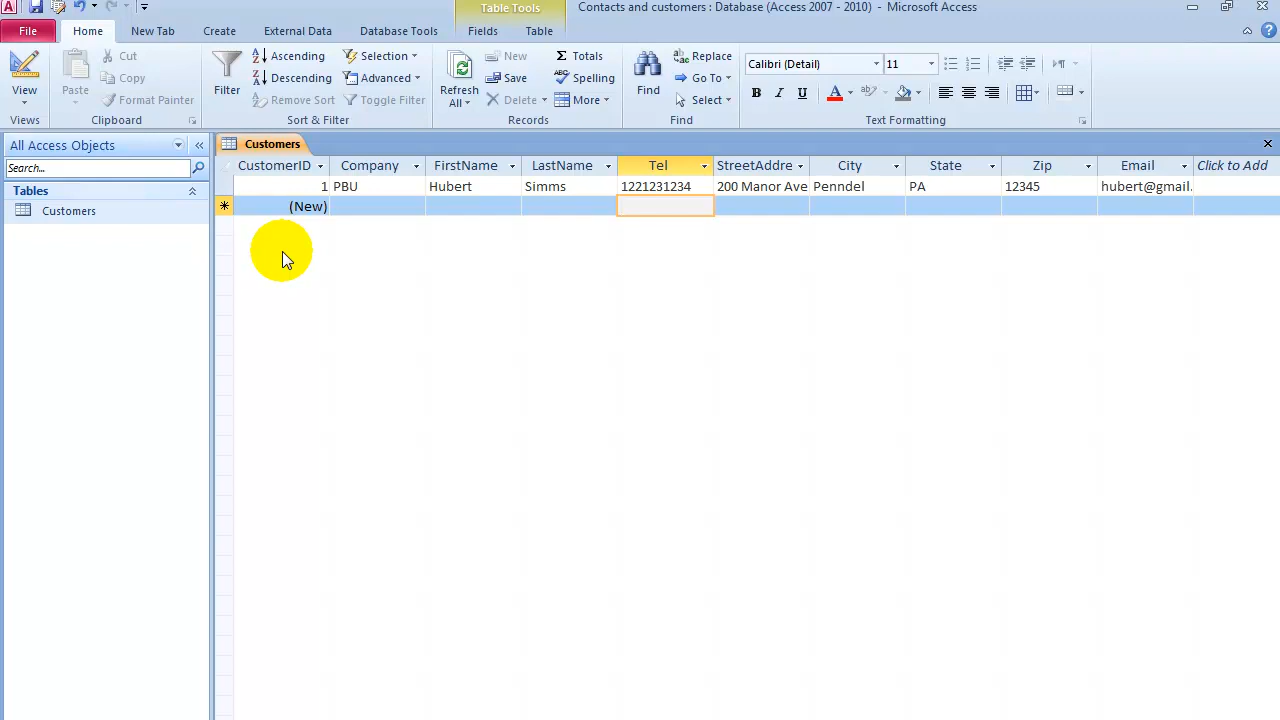 Table Tools
Contacts and customers : Database (Access 2007 - 2010) - Microsoft Access
File Home New Tab Create External Data Database Tools Fields Table
View
Paste
Cut
Copy
Format Painter
Filter
Ascending
Descending
Remove Sort
Selection
Advanced
Toggle Filter
Refresh
All
New
Save
Delete
Totals
Spelling
More
Find
Replace
Go To
Select
Calibri (Detail) 11
B I U A
Views Clipboard Sort & Filter Records Find Text Formatting
All Access Objects
Search...
Tables
Customers
Customers
CustomerID Company FirstName LastName Tel StreetAddre City State Zip Email Click to Add
1 PBU Hubert Simms 1221231234 200 Manor Ave Penndel PA 12345 hubert@gmail.
(New)